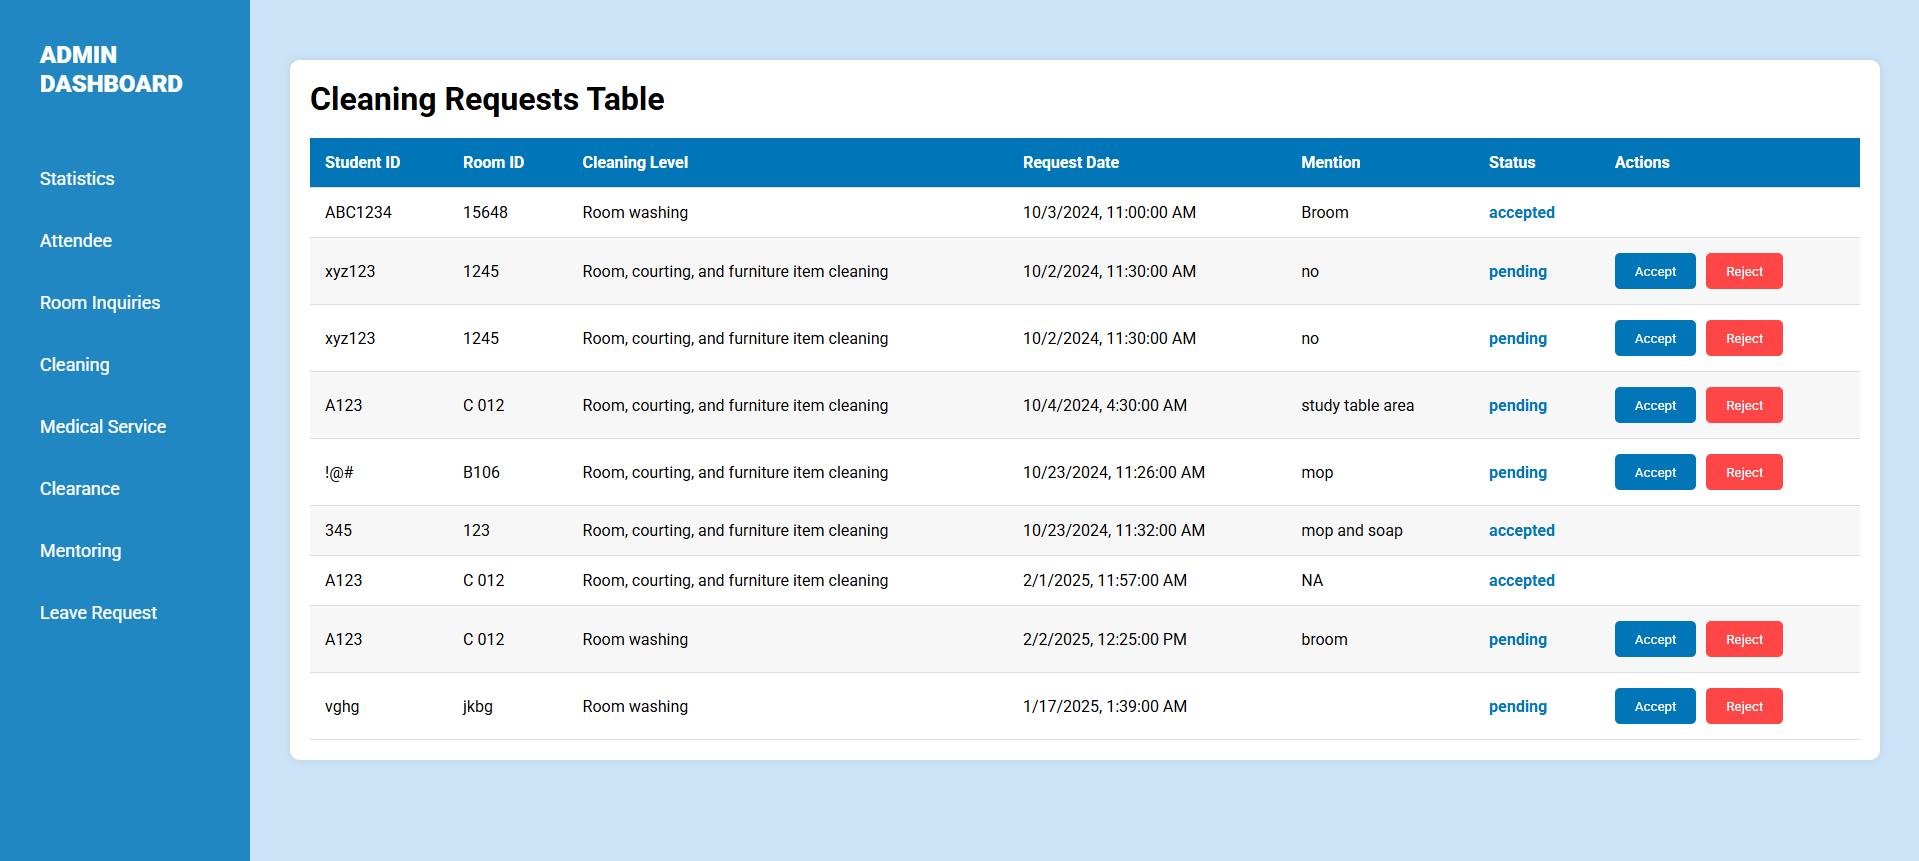 ADMIN
DASHBOARD
Statistics
Attendee
Room Inquiries
Cleaning
Medical Service
Clearance
Mentoring
Leave Request
Cleaning Requests Table
Student ID Room ID Cleaning Level Request Date Mention Status Actions
ABC1234 15648 Room washing 10/3/2024, 11:00:00 AM Broom accepted
xyz123 1245 Room, courting, and furniture item cleaning 10/2/2024, 11:30:00 AM no pending Accept Reject
xyz123 1245 Room, courting, and furniture item cleaning 10/2/2024, 11:30:00 AM no pending Accept Reject
A123 C 012 Room, courting, and furniture item cleaning 10/4/2024, 4:30:00 AM study table area pending Accept Reject
!@# B106 Room, courting, and furniture item cleaning 10/23/2024, 11:26:00 AM mop pending Accept Reject
345 123 Room, courting, and furniture item cleaning 10/23/2024, 11:32:00 AM mop and soap accepted
A123 C 012 Room, courting, and furniture item cleaning 2/1/2025, 11:57:00 AM NA accepted
A123 C 012 Room washing 2/2/2025, 12:25:00 PM broom pending Accept Reject
vghg jkbg Room washing 1/17/2025, 1:39:00 AM pending Accept Reject